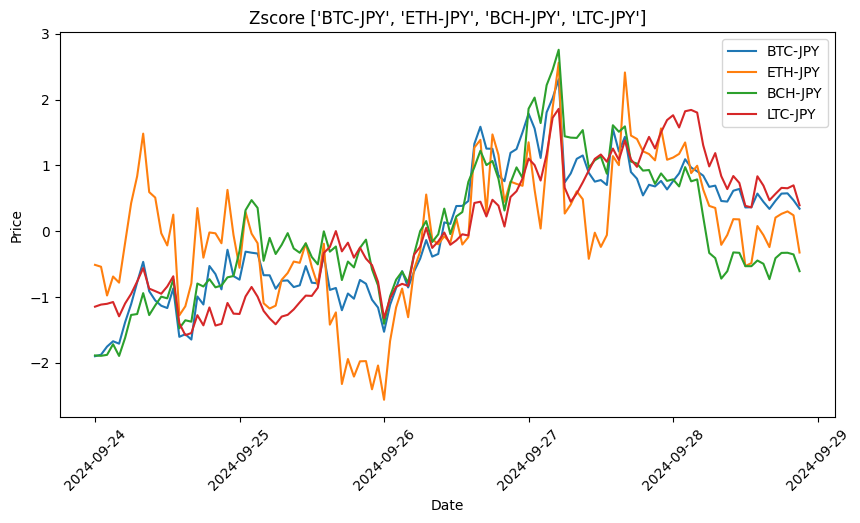 Zscore ['BTC-JPY', 'ETH-JPY', 'BCH-JPY', 'LTC-JPY']
BTC-JPY
ETH-JPY
BCH-JPY
LTC-JPY
Price
3
2
1
0
−1
−2
2024-09-24
2024-09-25
2024-09-26
2024-09-27
2024-09-28
2024-09-29
Date